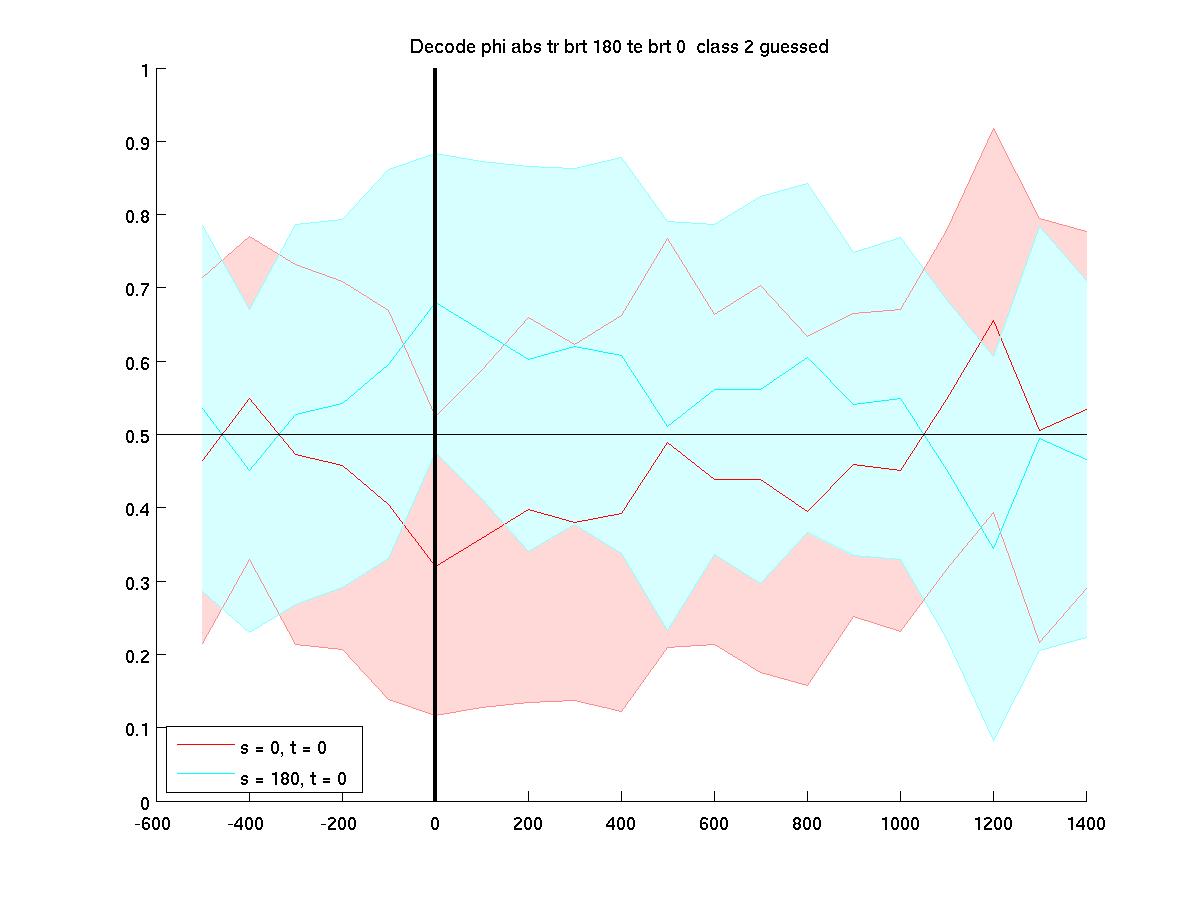 Decode phi abs tr brt 180 te brt 0  class 2 guessed
1
0.9
0.8
0.7
0.6
0.5
0.4
0.3
0.2
0.1
0
s = 0, t = 0
s = 180, t = 0
-600 -400 -200 0 200 400 600 800 1000 1200 1400